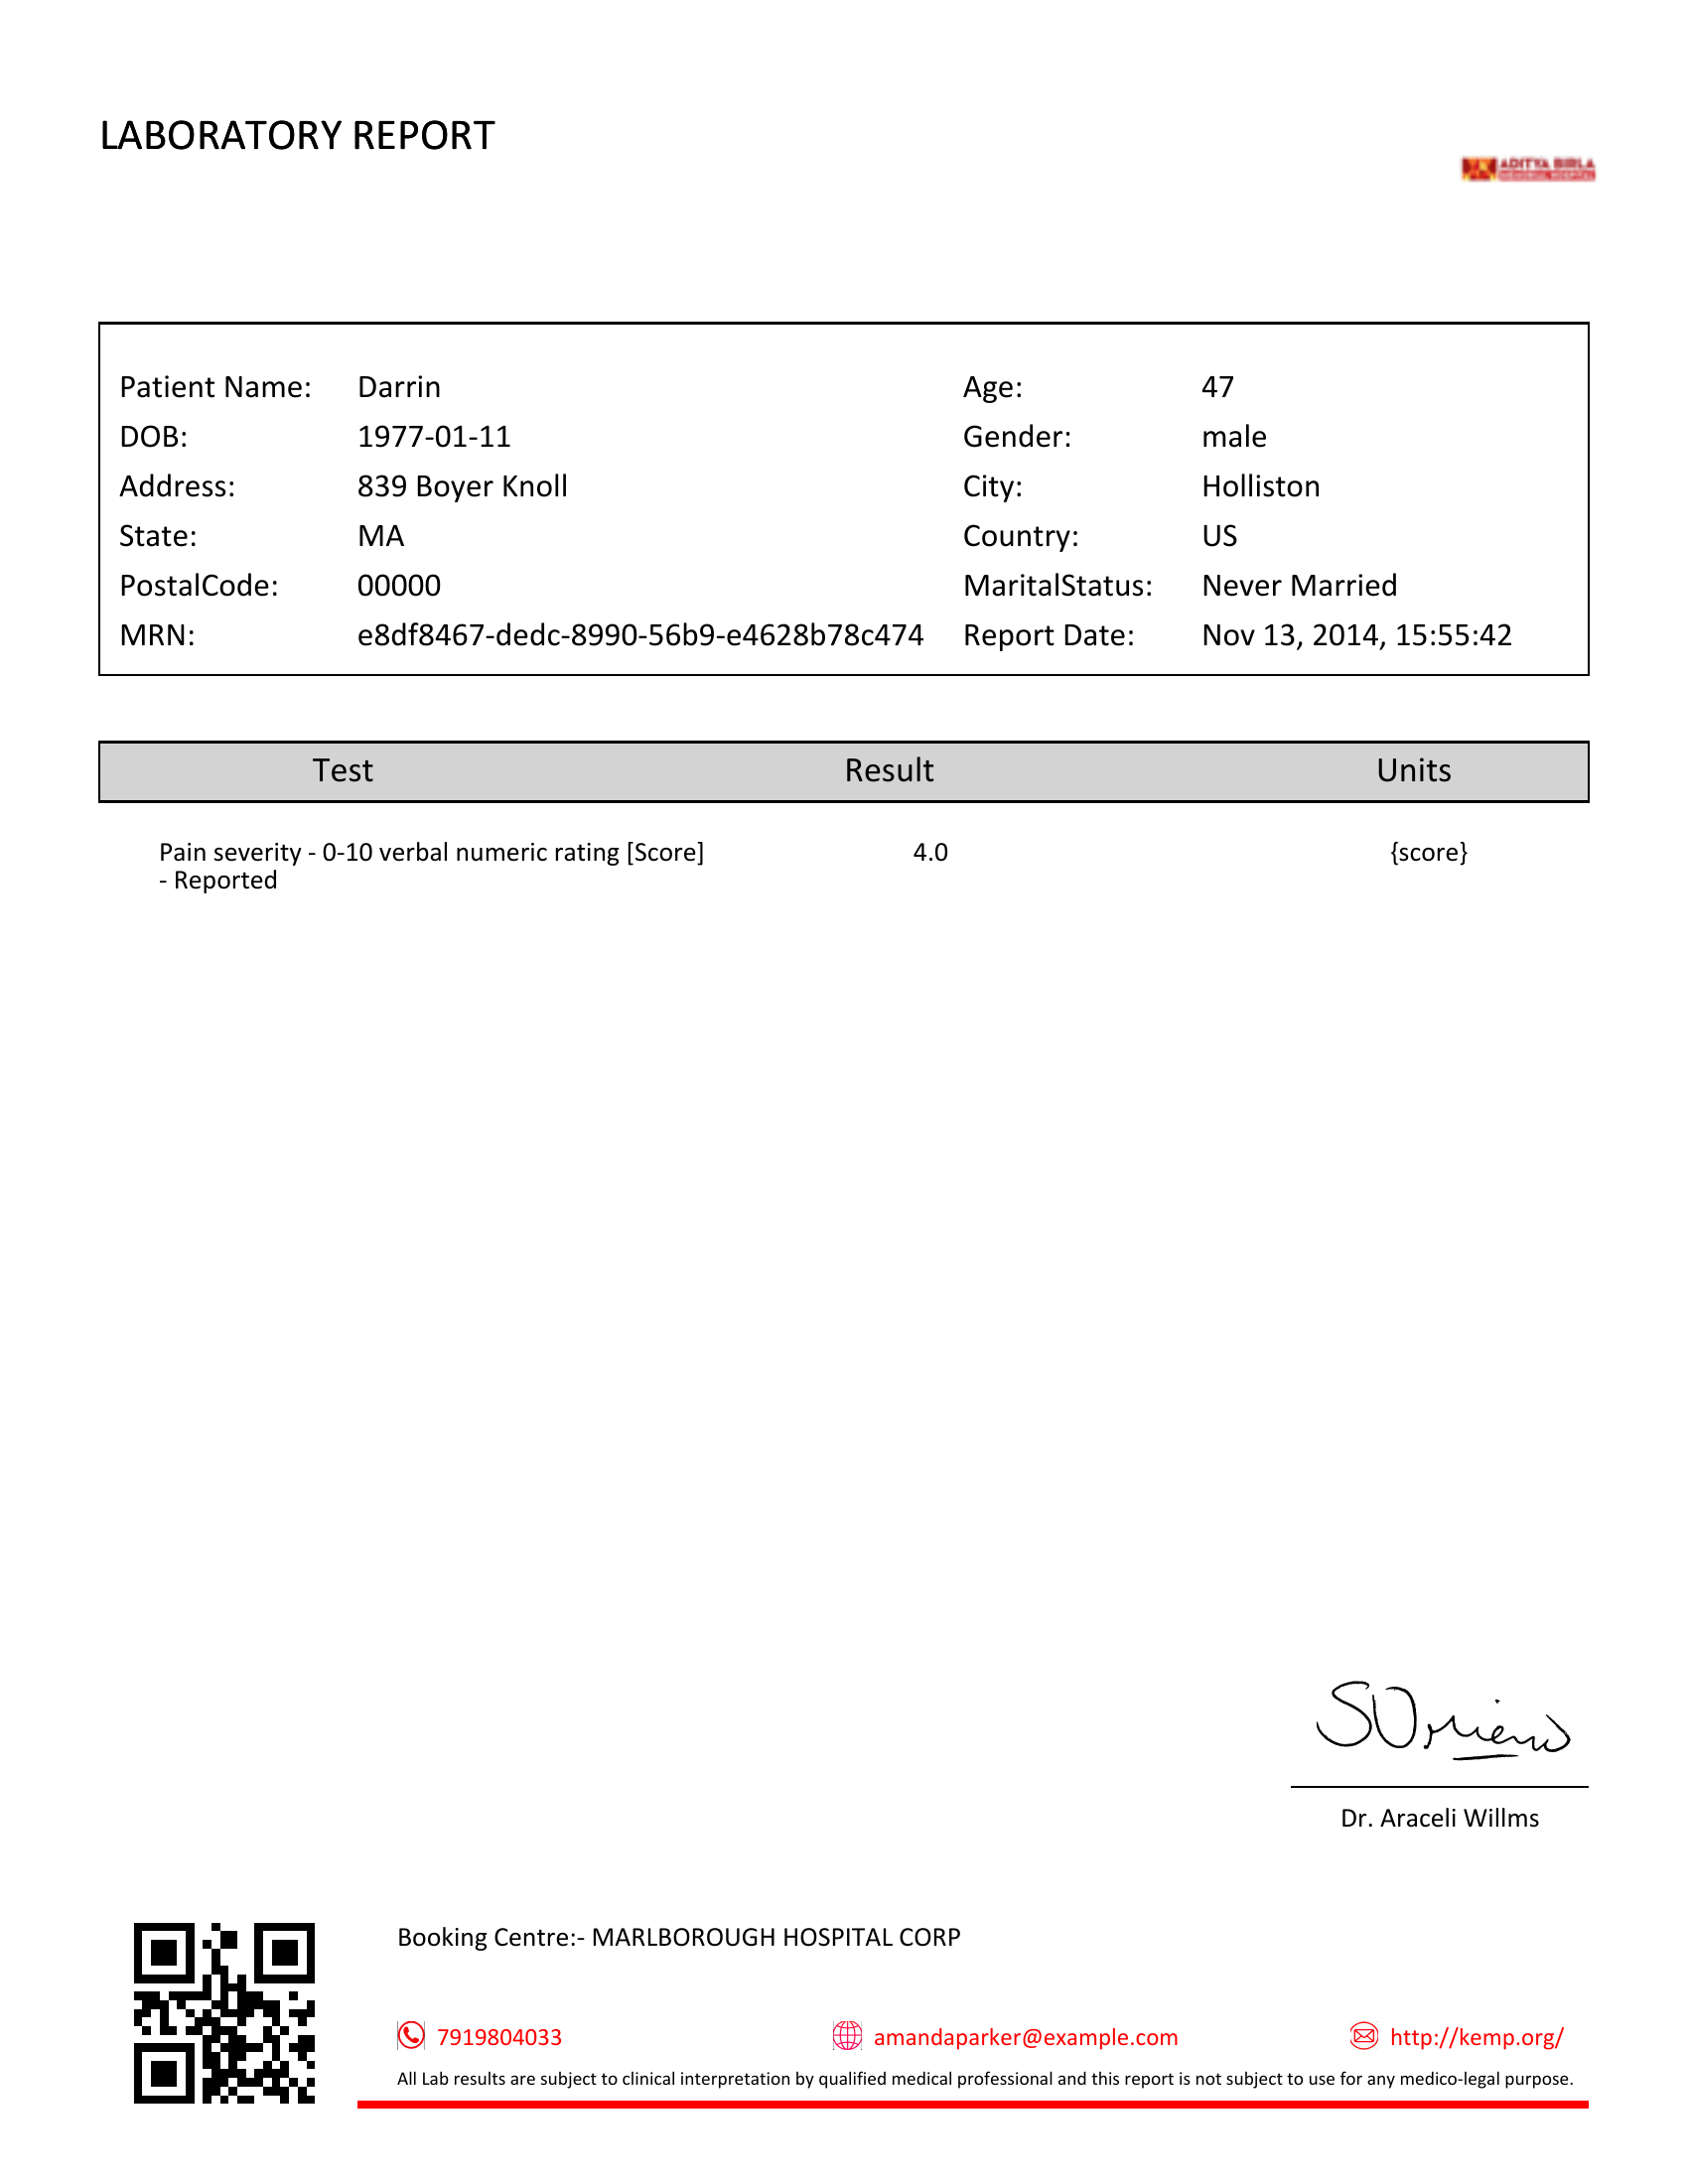 LABORATORY REPORT
ADITYA BIRLA
MEMORIAL HOSPITAL
Patient Name: Darrin Age: 47
DOB: 1977-01-11 Gender: male
Address: 839 Boyer Knoll City: Holliston
State: MA Country: US
PostalCode: 00000 MaritalStatus: Never Married
MRN: e8df8467-dedc-8990-56b9-e4628b78c474 Report Date: Nov 13, 2014, 15:55:42
Test Result Units
Pain severity - 0-10 verbal numeric rating [Score] 4.0 {score}
- Reported
Dr. Araceli Willms
Booking Centre:- MARLBOROUGH HOSPITAL CORP
7919804033 amandaparker@example.com http://kemp.org/
All Lab results are subject to clinical interpretation by qualified medical professional and this report is not subject to use for any medico-legal purpose.